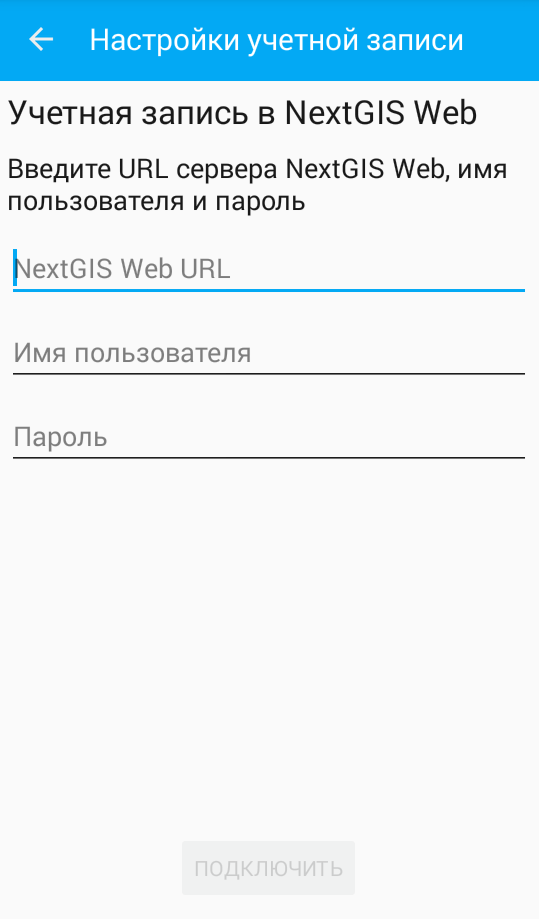 Настройки учетной записи
Учетная запись в NextGIS Web
Введите URL сервера NextGIS Web, имя
пользователя и пароль
NextGIS Web URL
Имя пользователя
Пароль
ПОДКЛЮЧИТЬ